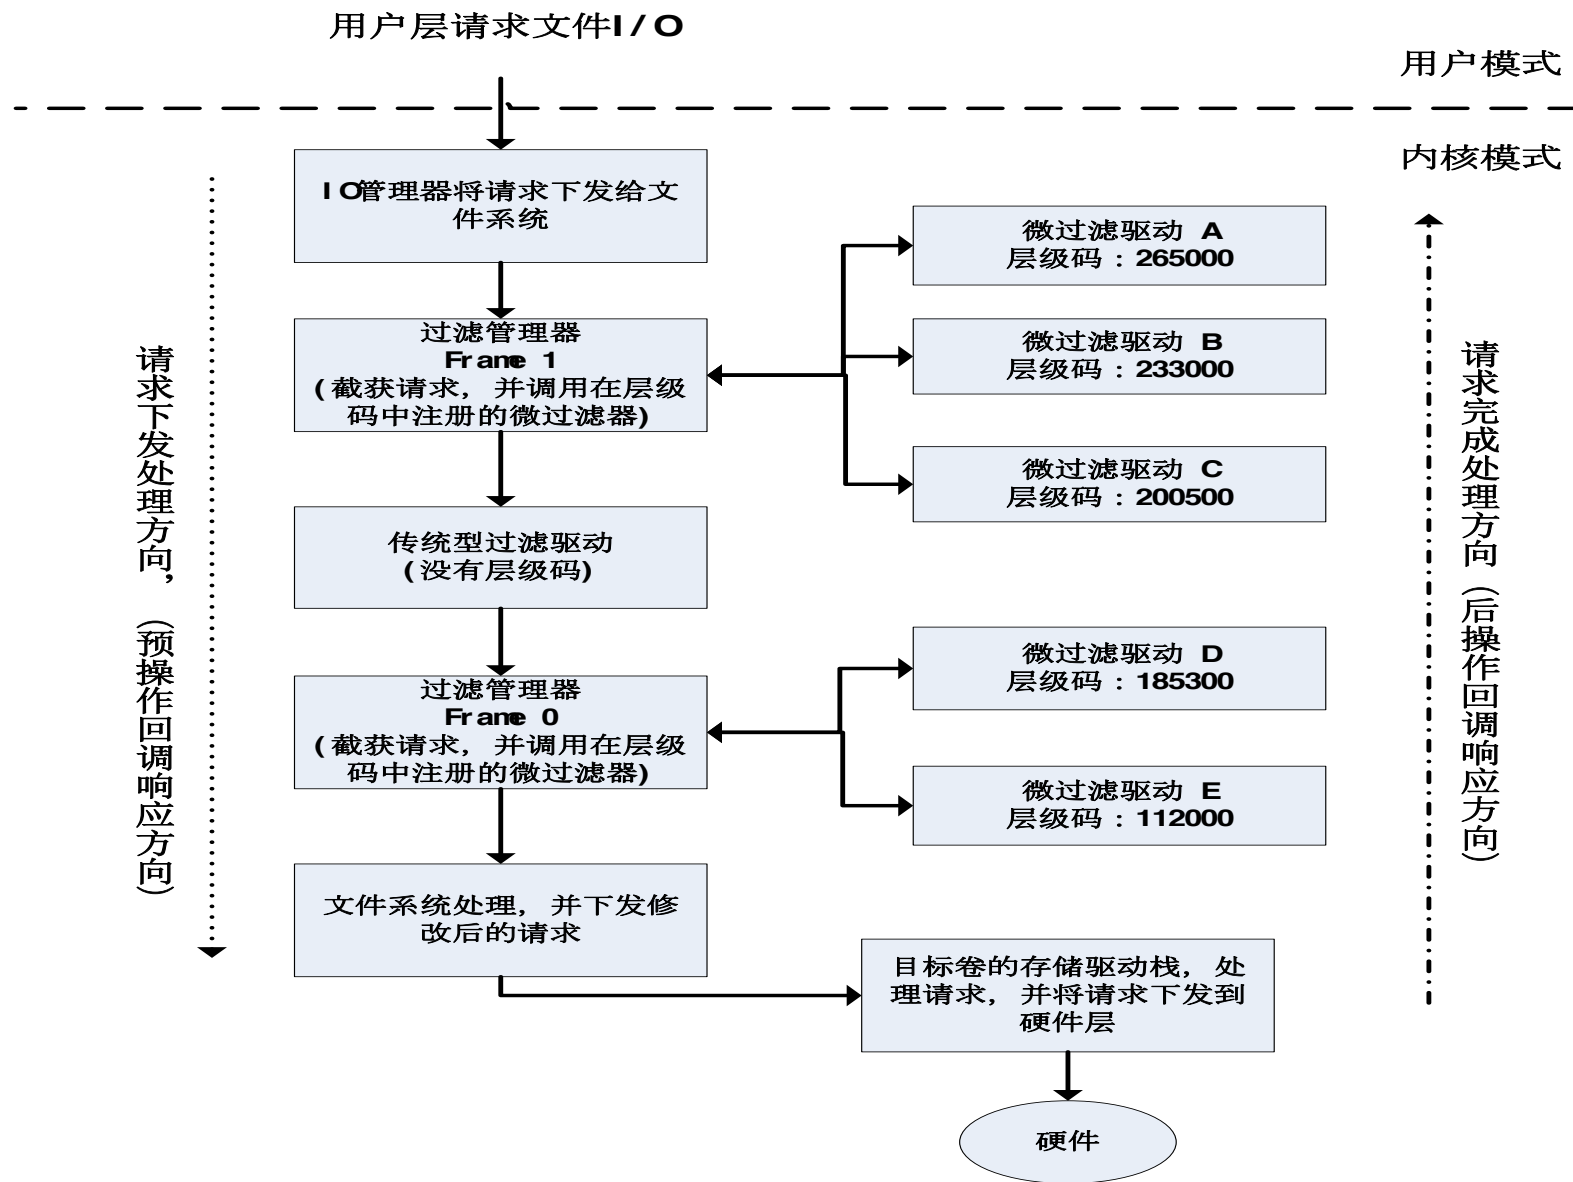 用户层请求文件I/O
用户模式
内核模式
IO管理器将请求下发给文
件系统
微过滤驱动 A
层级码：265000
过滤管理器
Frame 1
(截获请求，并调用在层级
码中注册的微过滤器)
微过滤驱动 B
层级码：233000
微过滤驱动 C
层级码：200500
传统型过滤驱动
(没有层级码)
过滤管理器
Frame 0
(截获请求，并调用在层级
码中注册的微过滤器)
微过滤驱动 D
层级码：185300
微过滤驱动 E
层级码：112000
文件系统处理，并下发修
改后的请求
目标卷的存储驱动栈，处
理请求，并将请求下发到
硬件层
硬件
请求下发处理方向，（预操作回调响应方向）
请求完成处理方向（后操作回调响应方向）